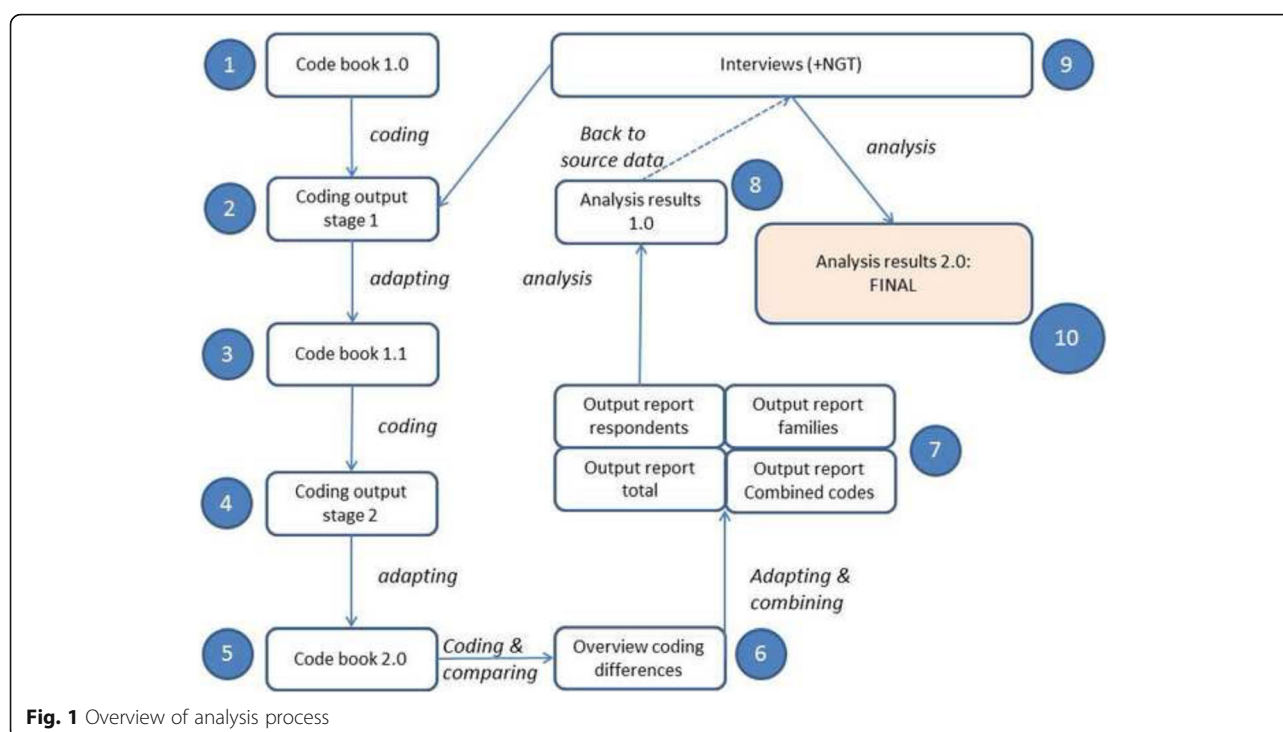 1
Code book 1.0
Interviews (+NGT)
9
coding
Back to
source data
analysis
2
Coding output
stage 1
Analysis results
1.0
8
adapting
analysis
Analysis results 2.0:
FINAL
10
3
Code book 1.1
coding
Output report
respondents
Output report
families
7
Output report
total
Output report
Combined codes
4
Coding output
stage 2
adapting
Adapting &
combining
5
Code book 2.0
Coding &
comparing
Overview coding
differences
6
Fig. 1 Overview of analysis process